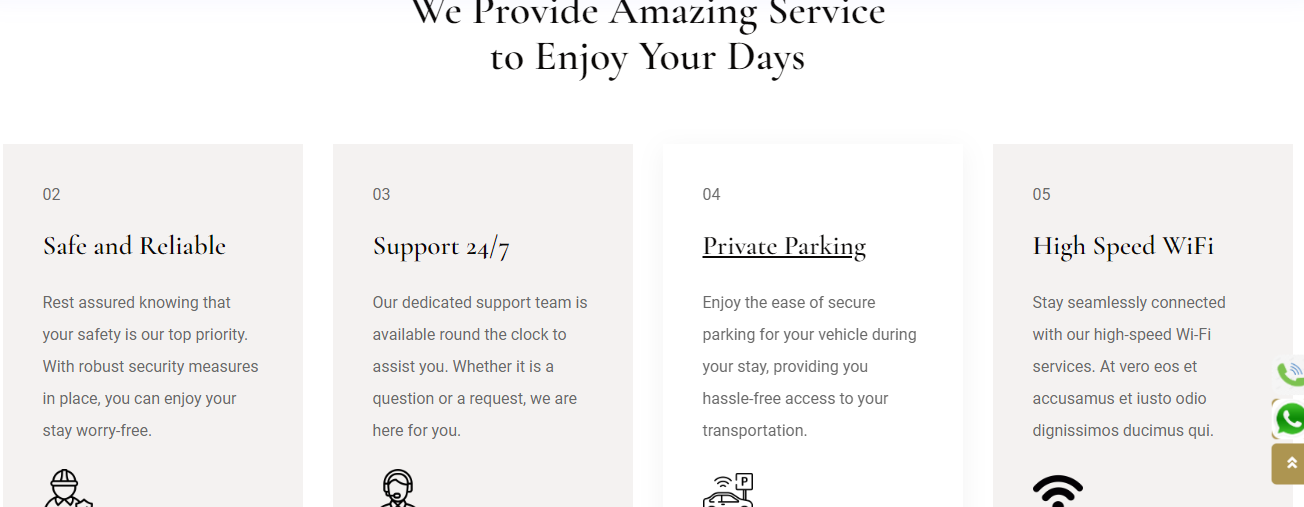 We Provide Amazing Service
to Enjoy Your Days
02
Safe and Reliable
Rest assured knowing that
your safety is our top priority.
With robust security measures
in place, you can enjoy your
stay worry-free.
03
Support 24/7
Our dedicated support team is
available round the clock to
assist you. Whether it is a
question or a request, we are
here for you.
04
Private Parking
Enjoy the ease of secure
parking for your vehicle during
your stay, providing you
hassle-free access to your
transportation.
P
05
High Speed WiFi
Stay seamlessly connected
with our high-speed Wi-Fi
services. At vero eos et
accusamus et iusto odio
dignissimos ducimus qui.